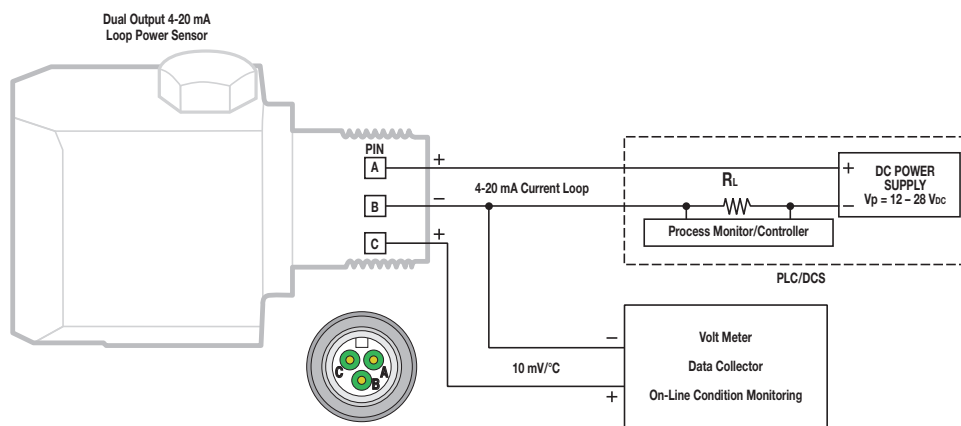 Dual Output 4-20 mA
Loop Power Sensor
PIN
A
B
C
+
−
+
4-20 mA Current Loop
RL
+
−
DC POWER
SUPPLY
Vp = 12 – 28 VDC
Process Monitor/Controller
PLC/DCS
−
+
10 mV/°C
Volt Meter
Data Collector
On-Line Condition Monitoring
C
A
B